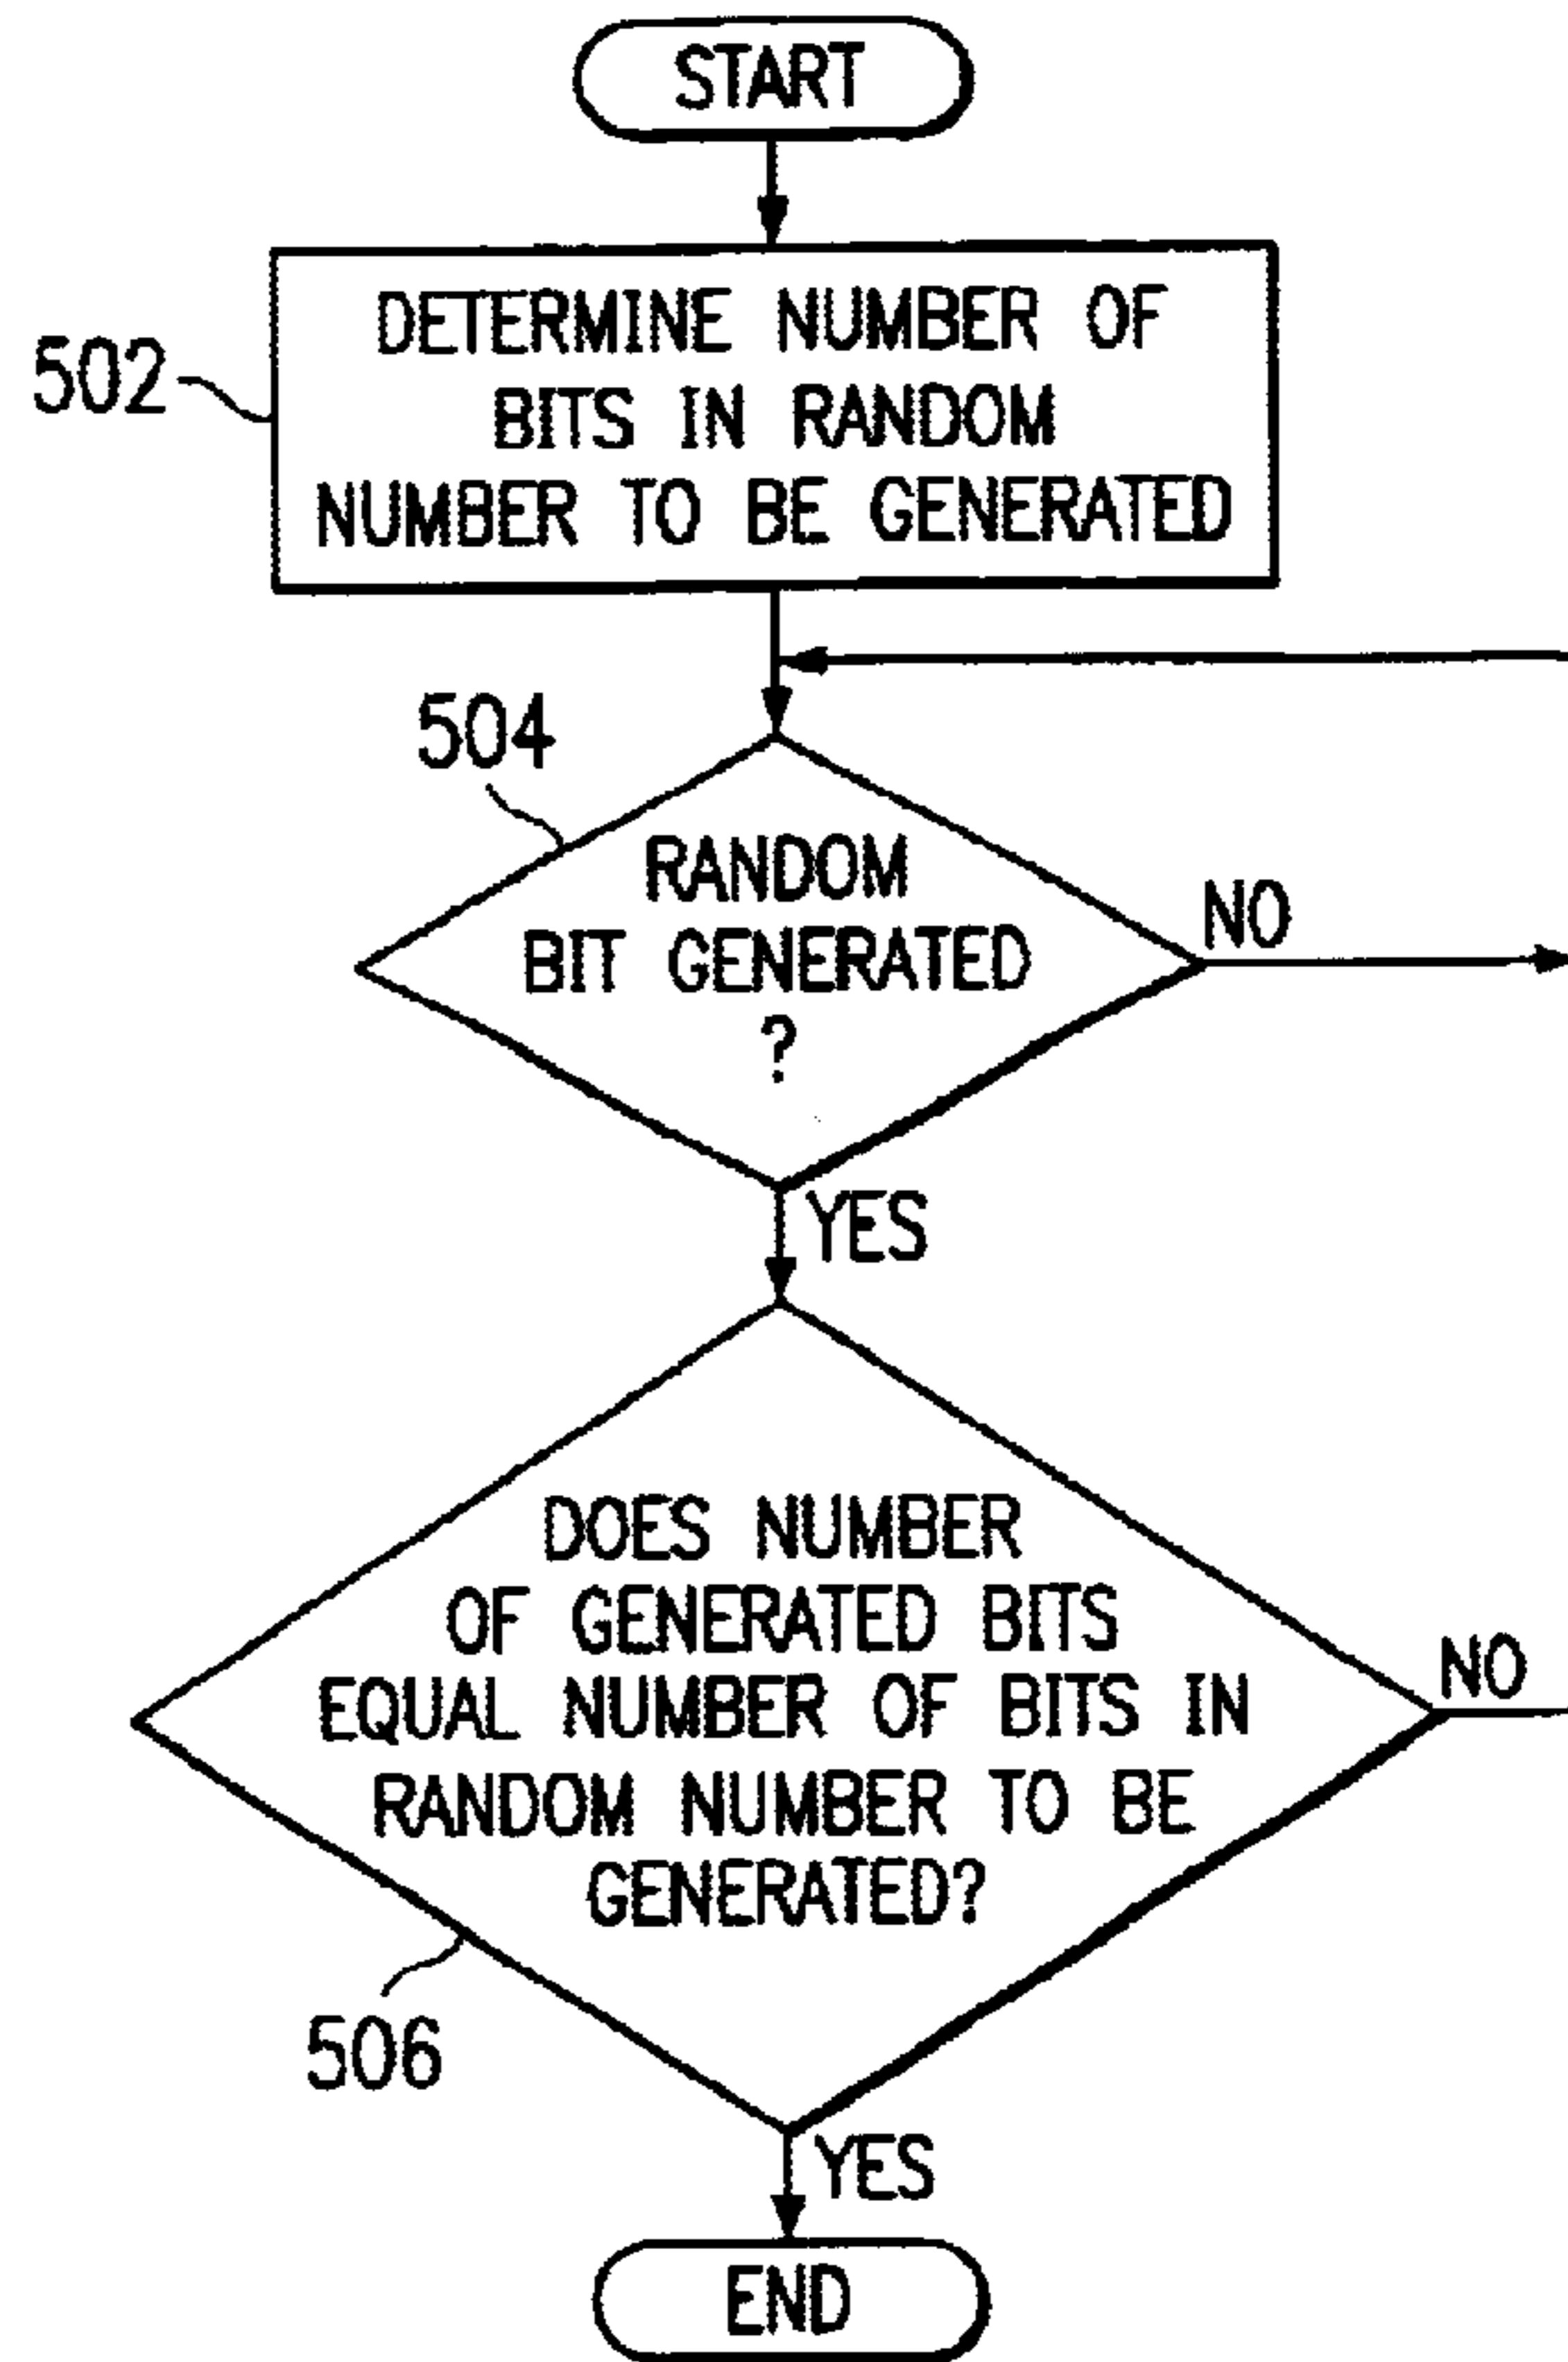 START
DETERMINE NUMBER OF
BITS IN RANDOM
NUMBER TO BE GENERATED
502
504
RANDOM
BIT GENERATED
?
NO
YES
DOES NUMBER
OF GENERATED BITS
EQUAL NUMBER OF BITS IN
RANDOM NUMBER TO BE
GENERATED?
NO
506
YES
END